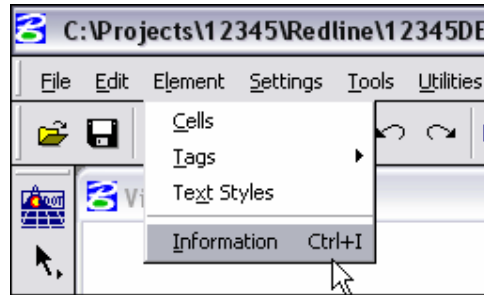 C:\Projects\12345\Redline\12345DE
File Edit Element Settings Tools Utilities
Cells
Tags
Text Styles
Information Ctrl+I